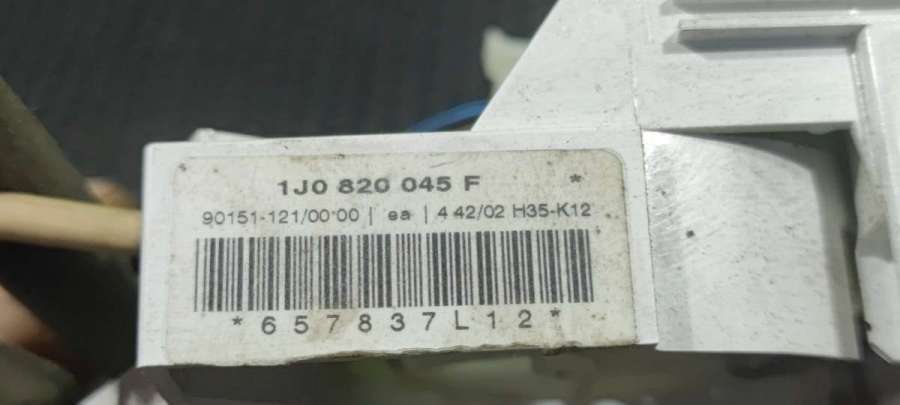 1J0 820 045 F *
90151-121/00 00 | ea | 4 42/02 H35-K12
*657837L12*